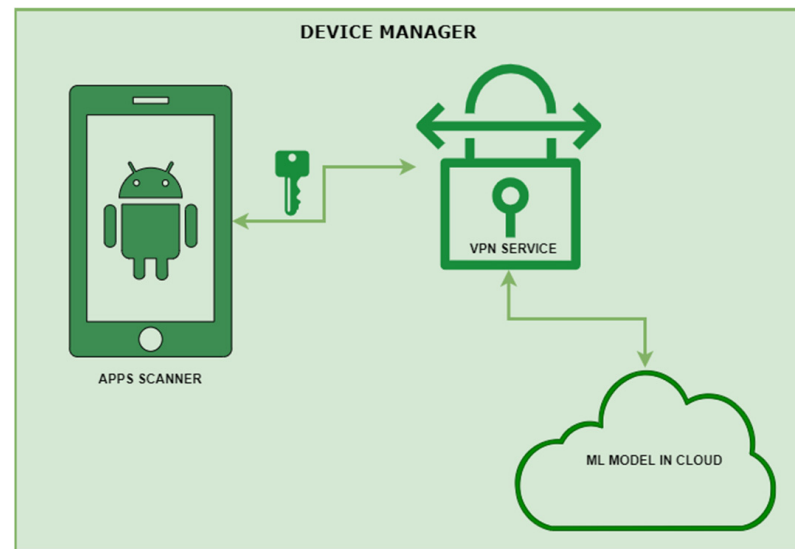 DEVICE MANAGER
VPN SERVICE
APPS SCANNER
ML MODEL IN CLOUD